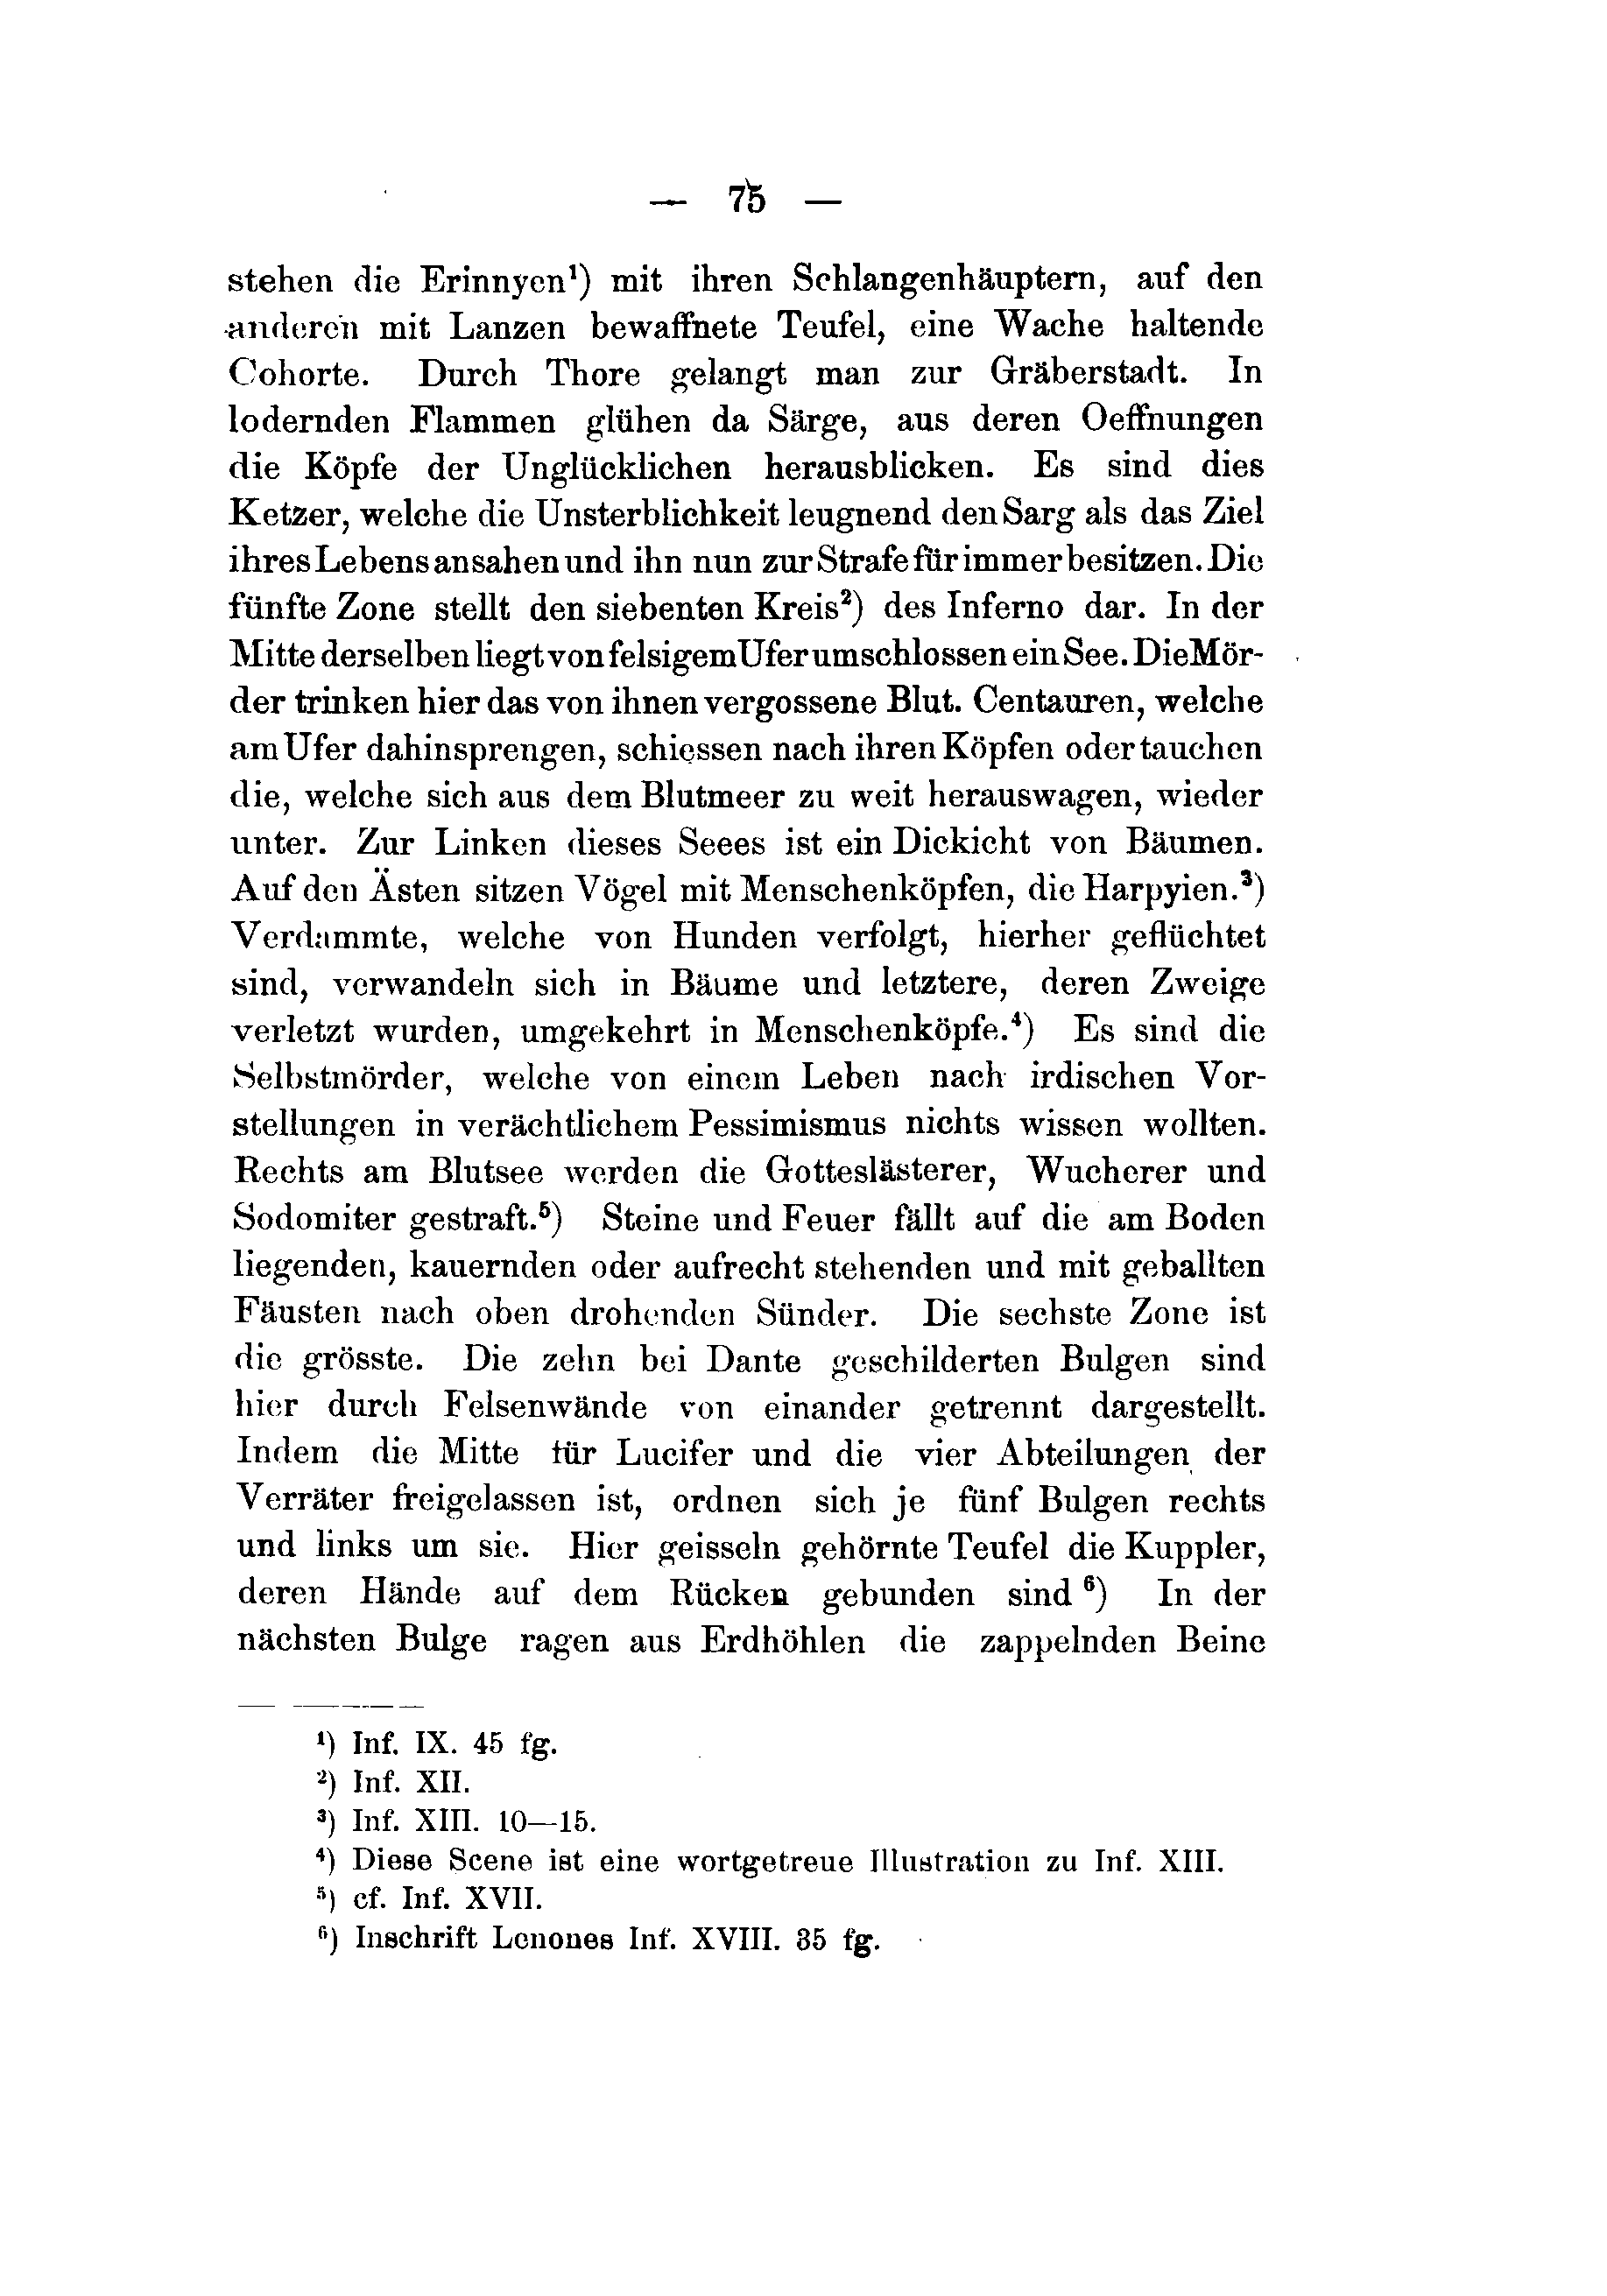 — 75 —
stehen die Erinnyen¹) mit ihren Schlangenhäuptern, auf den
anderen mit Lanzen bewaffnete Teufel, eine Wache haltende
Cohorte. Durch Thore gelangt man zur Gräberstadt. In
lodernden Flammen glühen da Särge, aus deren Oeffnungen
die Köpfe der Unglücklichen herausblicken. Es sind dies
Ketzer, welche die Unsterblichkeit leugnend den Sarg als das Ziel
ihres Lebens ansahen und ihn nun zur Strafe für immer besitzen. Die
fünfte Zone stellt den siebenten Kreis²) des Inferno dar. In der
Mitte derselben liegt von felsigem Ufer umschlossen ein See. Die Mör-
der trinken hier das von ihnen vergossene Blut. Centauren, welche
am Ufer dahinsprengen, schiessen nach ihren Köpfen oder tauchen
die, welche sich aus dem Blutmeer zu weit herauswagen, wieder
unter. Zur Linken dieses Seees ist ein Dickicht von Bäumen.
Auf den Ästen sitzen Vögel mit Menschenköpfen, die Harpyien.³)
Verdammte, welche von Hunden verfolgt, hierher geflüchtet
sind, verwandeln sich in Bäume und letztere, deren Zweige
verletzt wurden, umgekehrt in Menschenköpfe.⁴) Es sind die
Selbstmörder, welche von einem Leben nach irdischen Vor-
stellungen in verächtlichem Pessimismus nichts wissen wollten.
Rechts am Blutsee werden die Gotteslästerer, Wucherer und
Sodomiter gestraft.⁵) Steine und Feuer fällt auf die am Boden
liegenden, kauernden oder aufrecht stehenden und mit geballten
Fäusten nach oben drohenden Sünder. Die sechste Zone ist
die grösste. Die zehn bei Dante geschilderten Bulgen sind
hier durch Felsenwände von einander getrennt dargestellt.
Indem die Mitte für Lucifer und die vier Abteilungen der
Verräter freigelassen ist, ordnen sich je fünf Bulgen rechts
und links um sie. Hier geisseln gehörnte Teufel die Kuppler,
deren Hände auf dem Rücken gebunden sind ⁶) In der
nächsten Bulge ragen aus Erdhöhlen die zappelnden Beine
¹) Inf. IX. 45 fg.
²) Inf. XII.
³) Inf. XIII. 10—15.
⁴) Diese Scene ist eine wortgetreue Illustration zu Inf. XIII.
⁵) cf. Inf. XVII.
⁶) Inschrift Lenones Inf. XVIII. 35 fg.